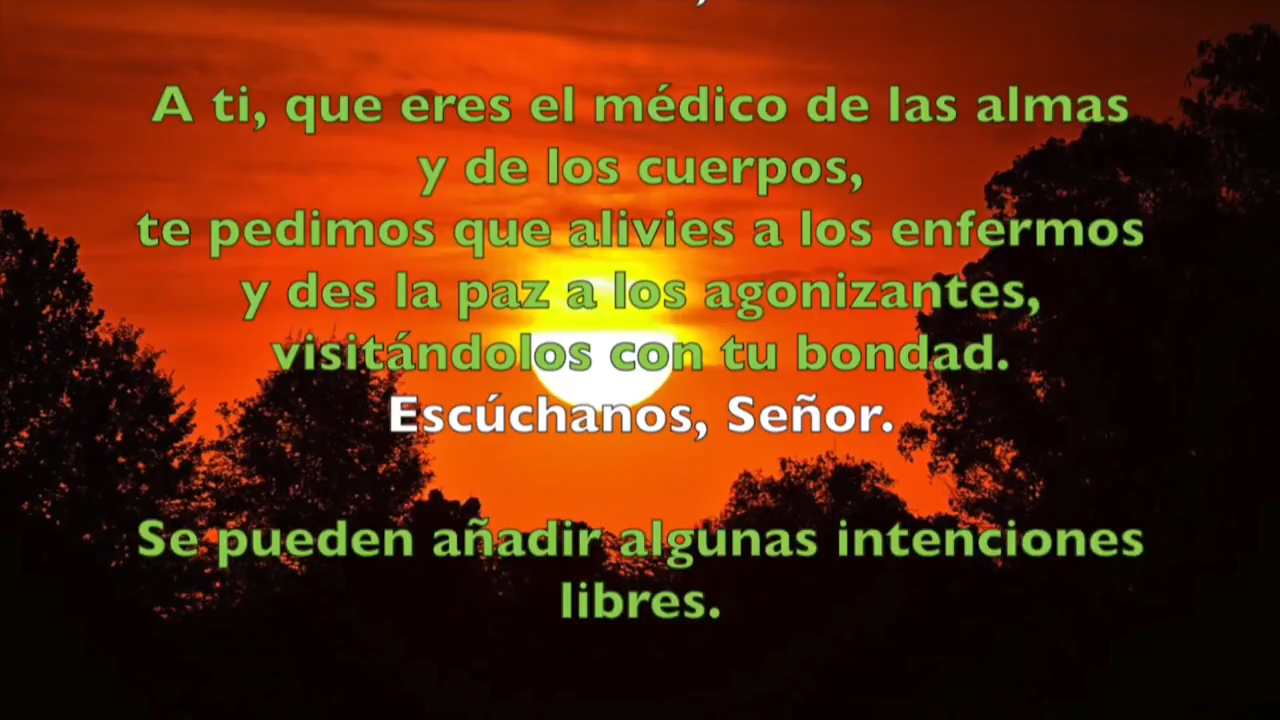 A ti, que eres el médico de las almas
y de los cuerpos,
te pedimos que alivies a los enfermos
y des la paz a los agonizantes,
visitándolos con tu bondad.
Escúchanos, Señor.
Se pueden añadir algunas intenciones
libres.